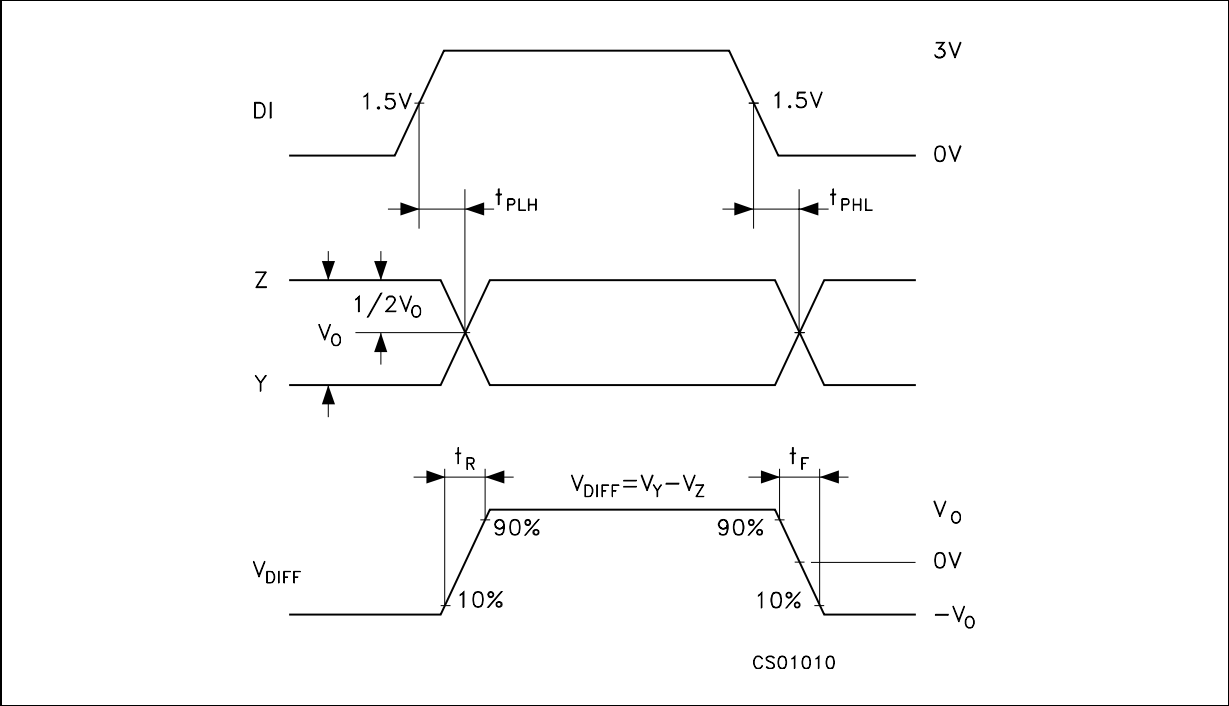 3V
1.5V
1.5V
DI
0V
tPLH
tPHL
Z
1/2VO
VO
Y
tR
tF
VDIFF=VY−VZ
VO
90%
90%
0V
VDIFF
10%
10%
−VO
CS01010